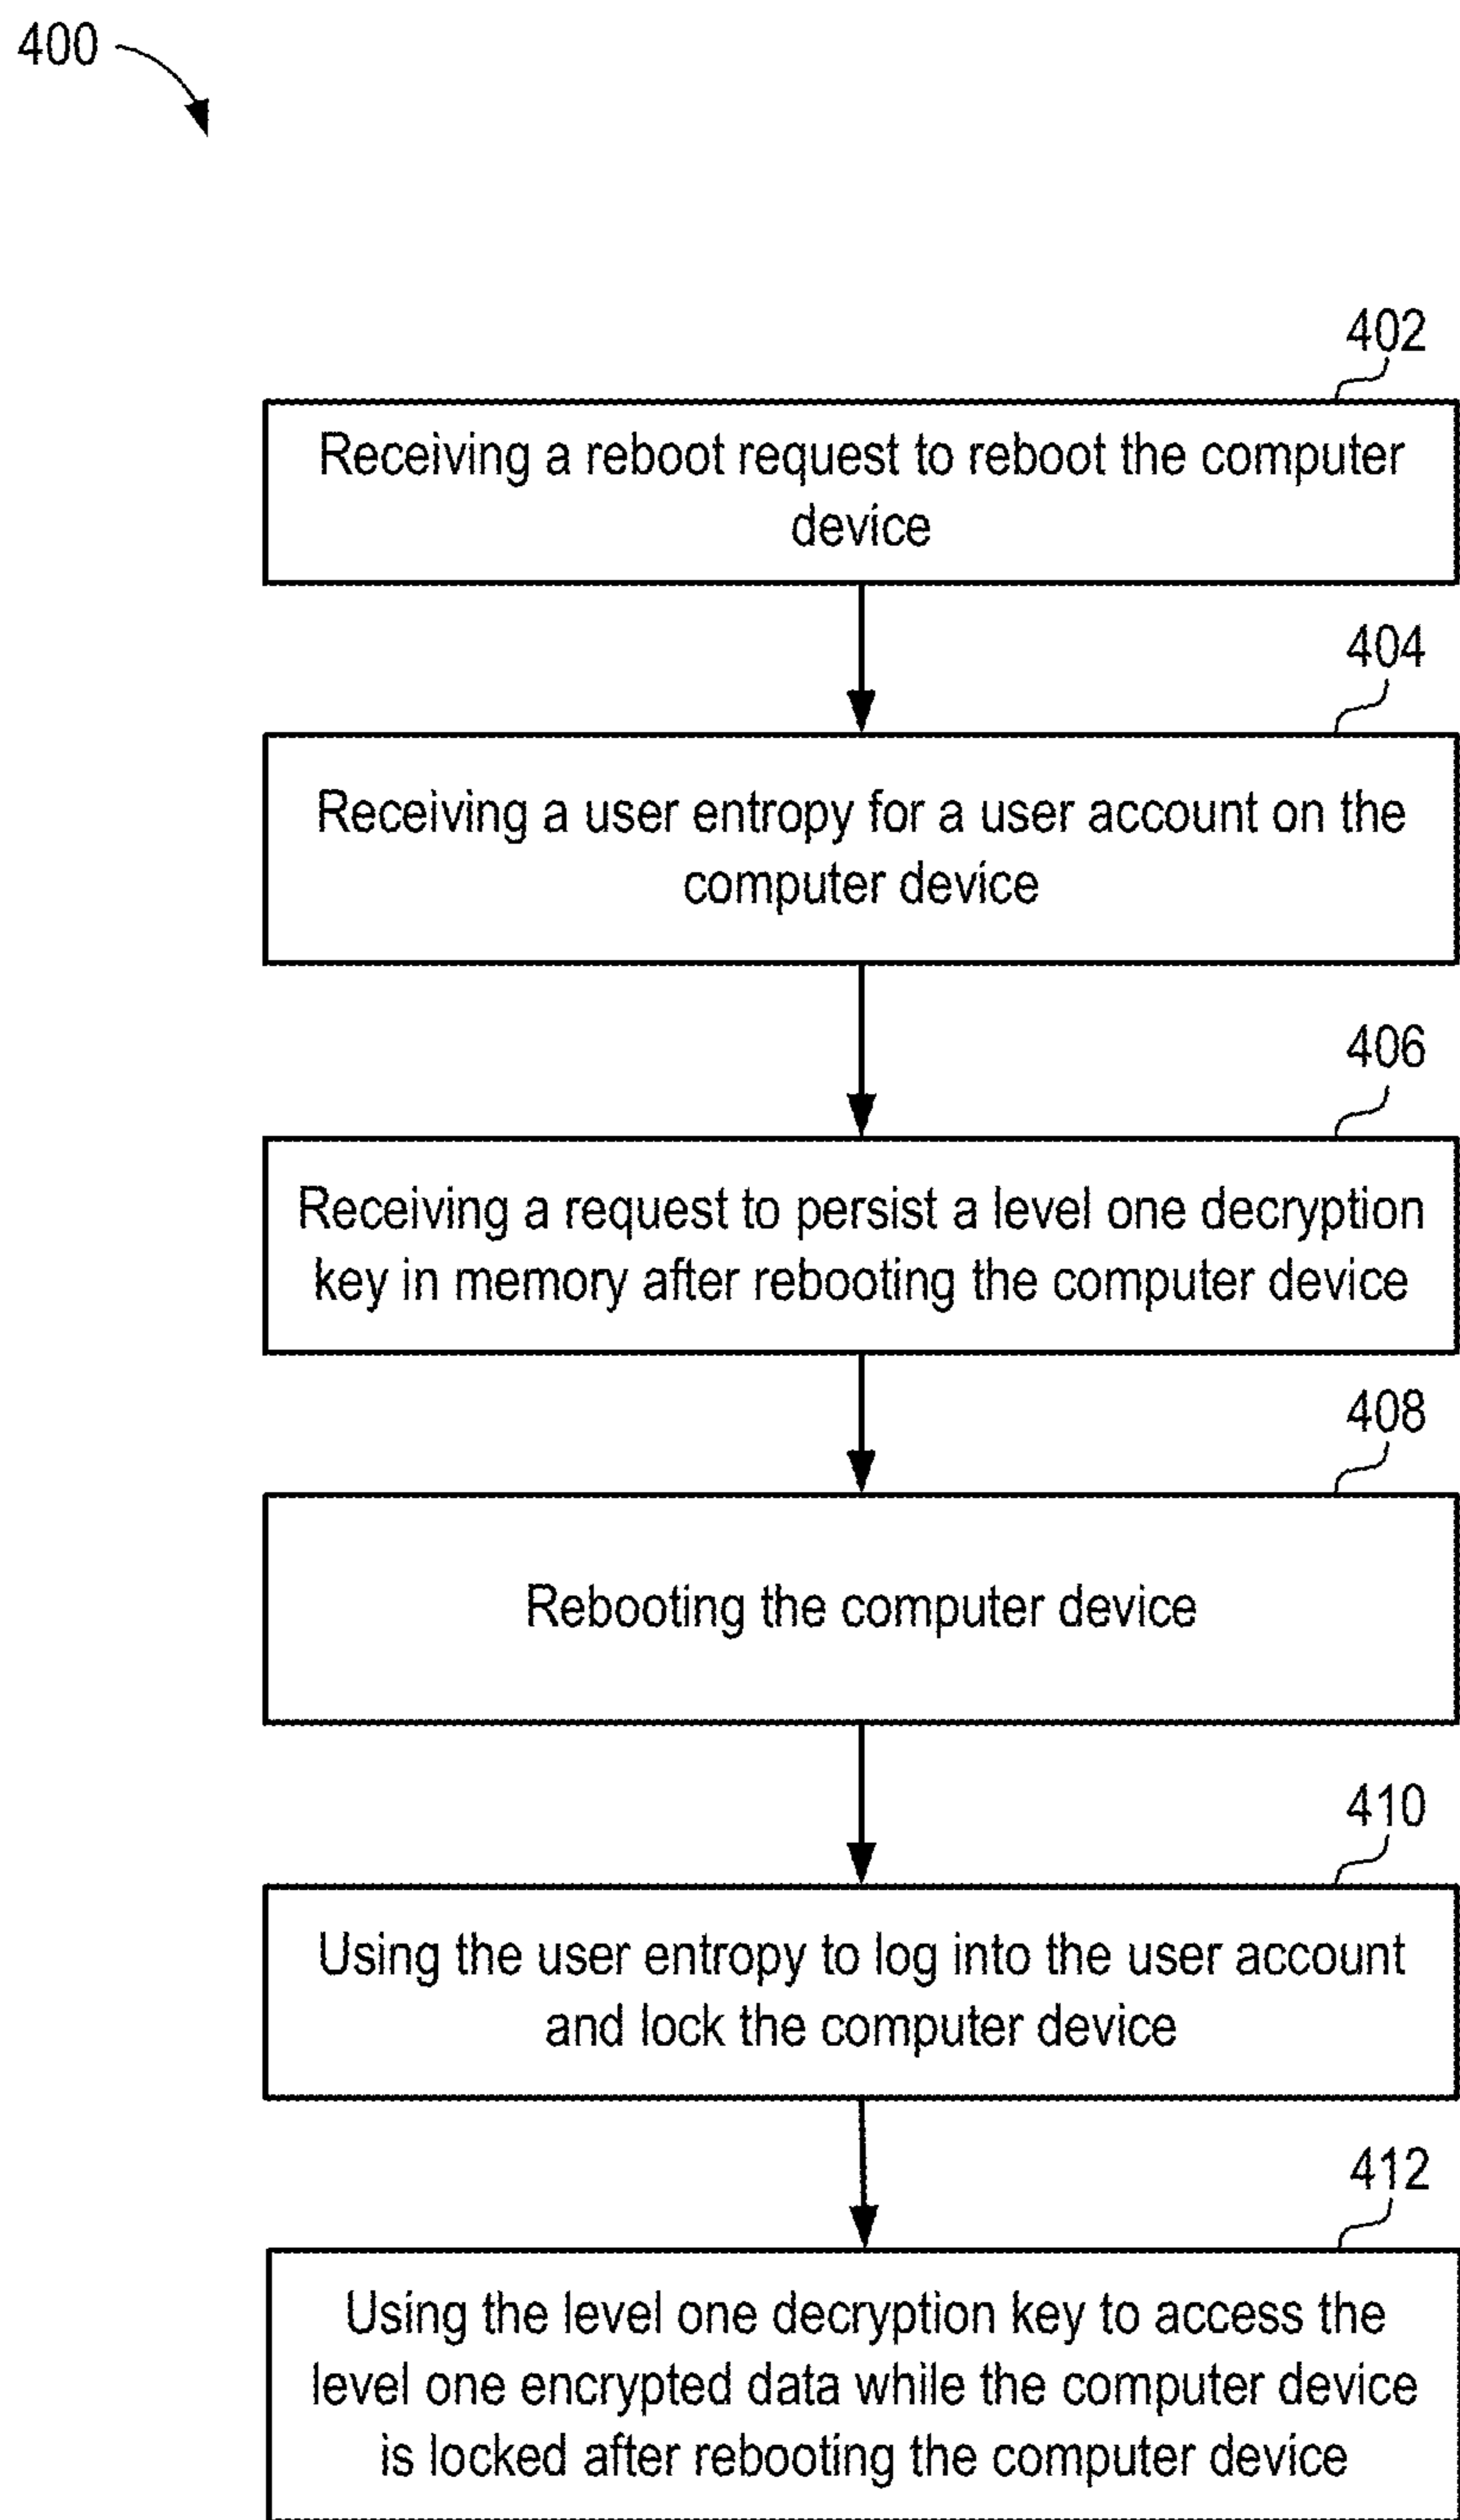 400
402
Receiving a reboot request to reboot the computer
device
404
Receiving a user entropy for a user account on the
computer device
406
Receiving a request to persist a level one decryption
key in memory after rebooting the computer device
408
Rebooting the computer device
410
Using the user entropy to log into the user account
and lock the computer device
412
Using the level one decryption key to access the
level one encrypted data while the computer device
is locked after rebooting the computer device